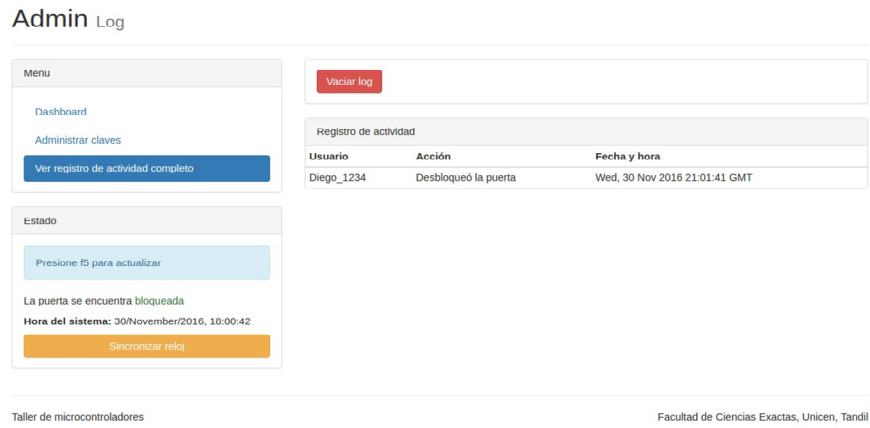 Admin Log
Menu
Dashboard
Administrar claves
Ver registro de actividad completo
Estado
Presione f5 para actualizar
La puerta se encuentra bloqueada
Hora del sistema: 30/November/2016, 18:00:42
Sincronizar reloj
Vaciar log
Registro de actividad
Usuario Acción Fecha y hora
Diego_1234 Desbloqueó la puerta Wed, 30 Nov 2016 21:01:41 GMT
Taller de microcontroladores
Facultad de Ciencias Exactas, Unicen, Tandil